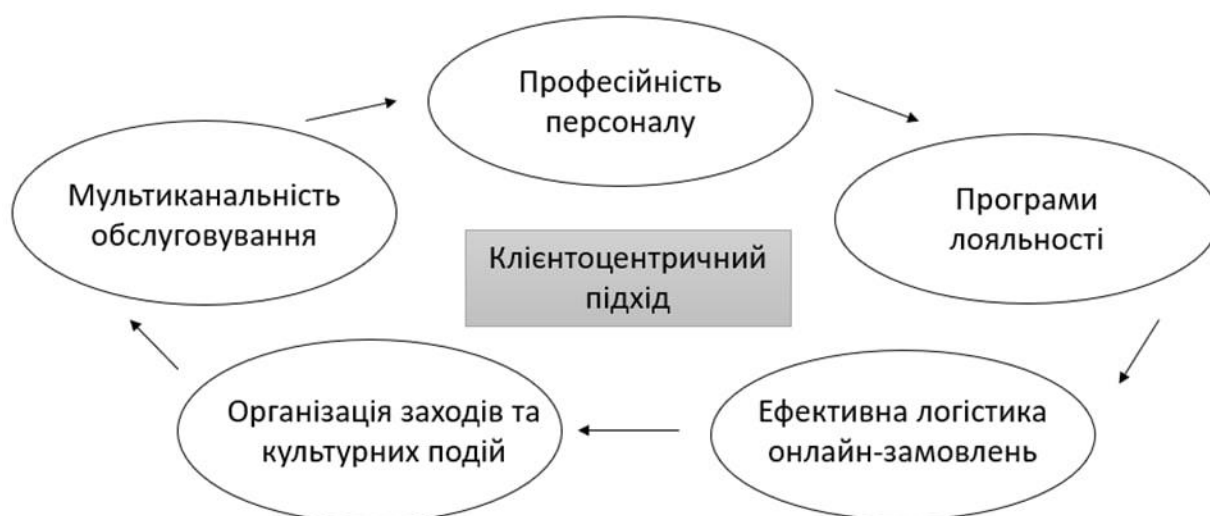 Професійність
персоналу
Мультиканальність
обслуговування
Програми
лояльності
Клієнтоцентричний
підхід
Організація заходів та
культурних подій
Ефективна логістика
онлайн-замовлень